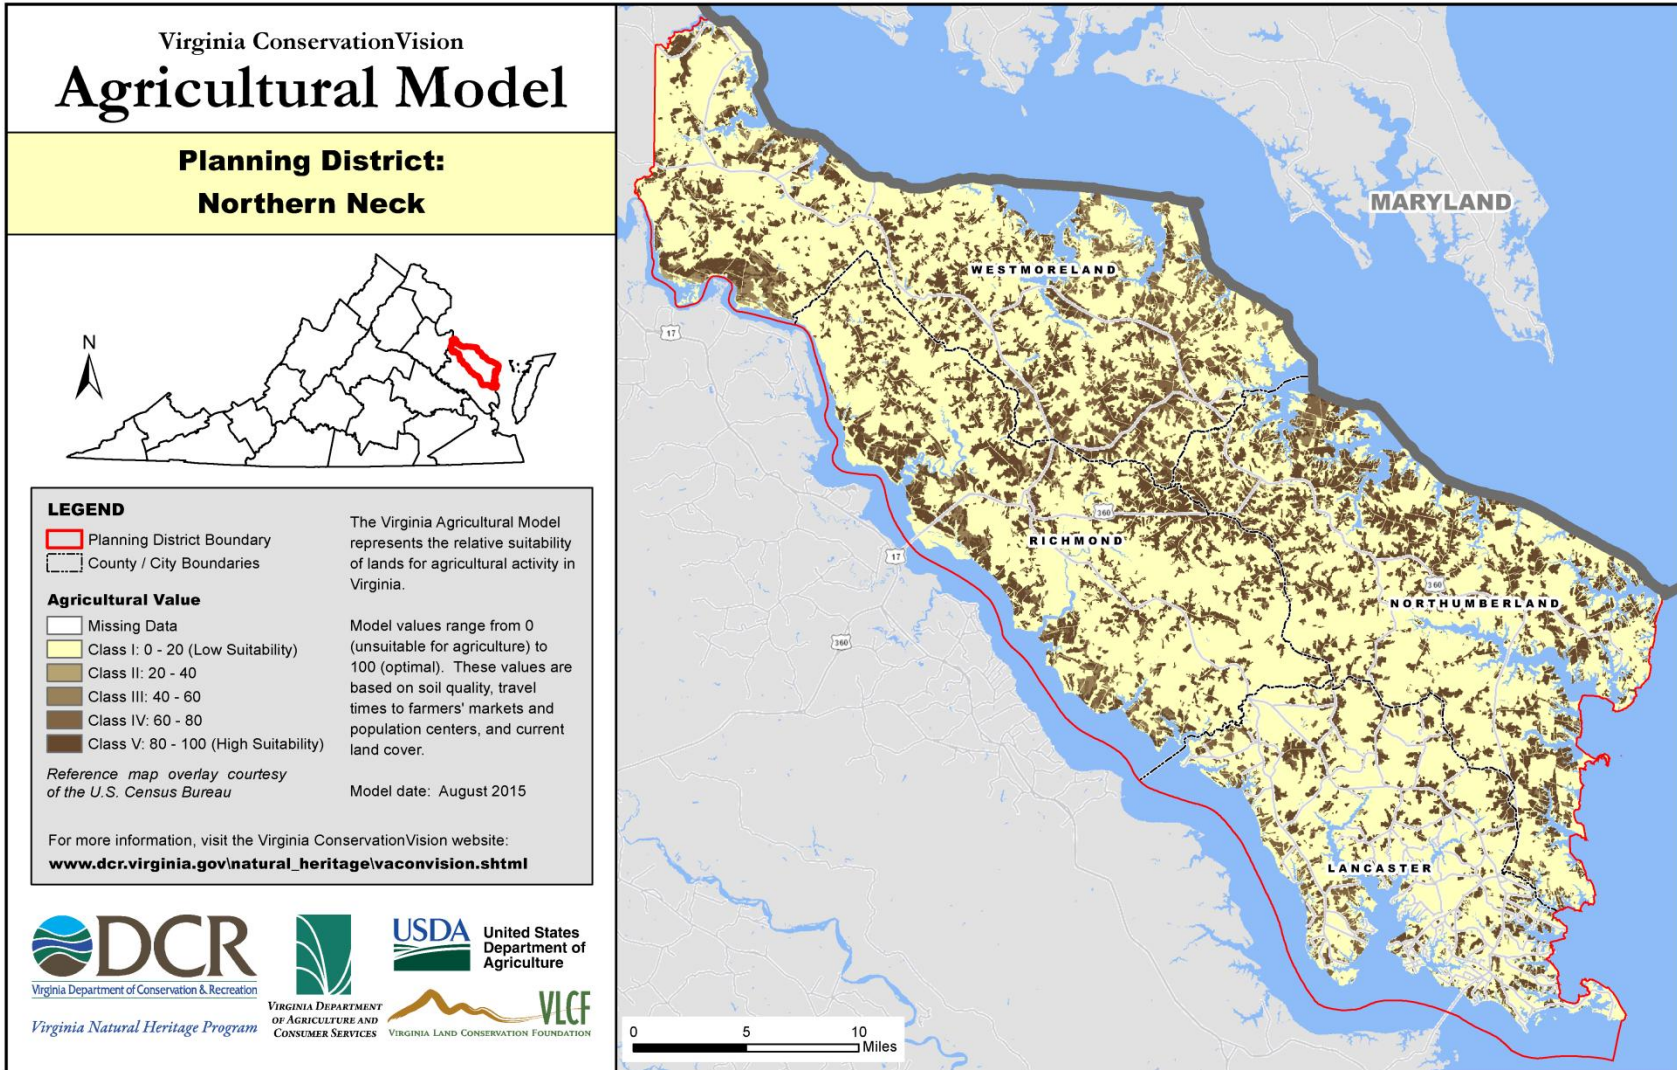 Virginia ConservationVision
Agricultural Model
Planning District:
Northern Neck
N
LEGEND
Planning District Boundary
County / City Boundaries
Agricultural Value
Missing Data
Class I: 0 - 20 (Low Suitability)
Class II: 20 - 40
Class III: 40 - 60
Class IV: 60 - 80
Class V: 80 - 100 (High Suitability)
Reference map overlay courtesy
of the U.S. Census Bureau
The Virginia Agricultural Model
represents the relative suitability
of lands for agricultural activity in
Virginia.
Model values range from 0
(unsuitable for agriculture) to
100 (optimal). These values are
based on soil quality, travel
times to farmers' markets and
population centers, and current
land cover.
Model date: August 2015
For more information, visit the Virginia ConservationVision website:
www.dcr.virginia.gov\natural_heritage\vaconvision.shtml
DCR
Virginia Department of Conservation & Recreation
Virginia Natural Heritage Program
VIRGINIA DEPARTMENT
OF AGRICULTURE AND
CONSUMER SERVICES
USDA
United States
Department of
Agriculture
VLCF
VIRGINIA LAND CONSERVATION FOUNDATION
MARYLAND
WESTMORELAND
17
360
RICHMOND
17
360
NORTHUMBERLAND
360
LANCASTER
0 5 10
Miles